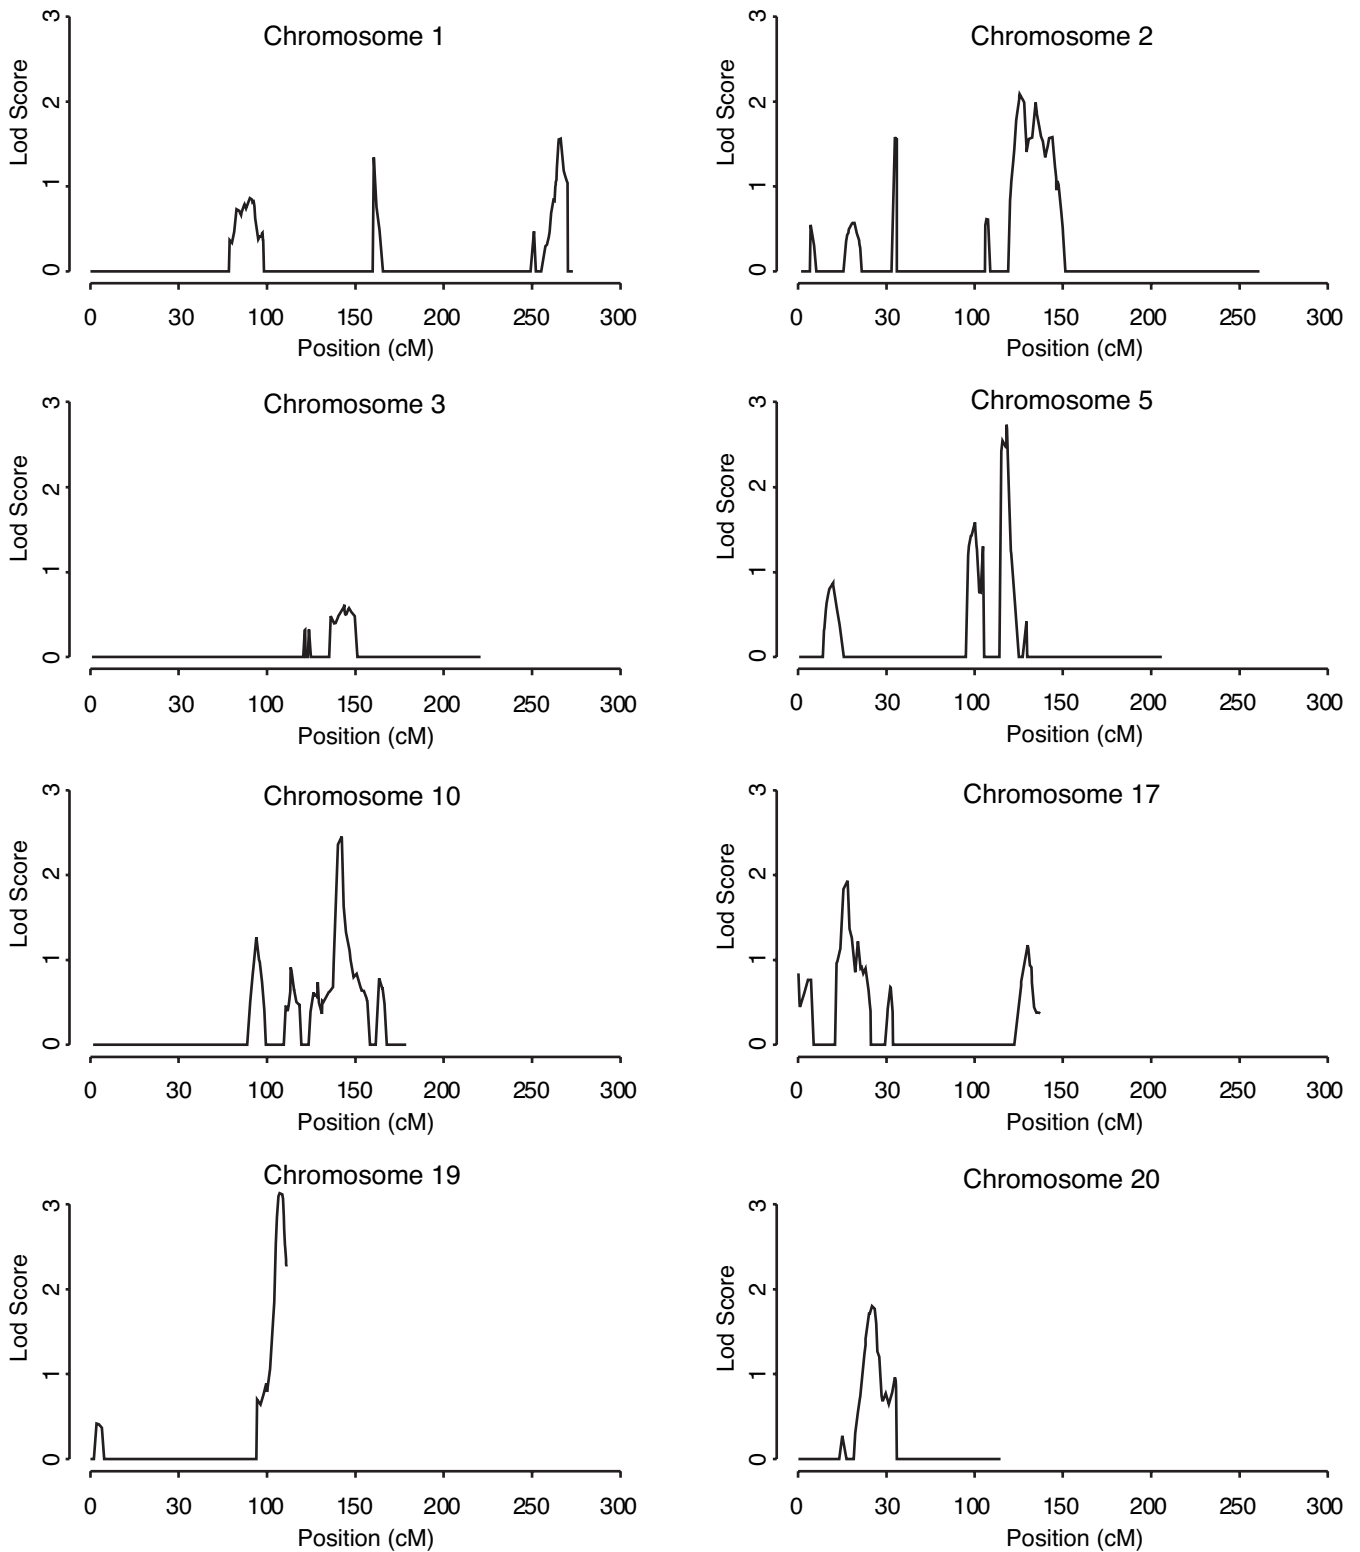 Chromosome 1
Lod Score
3
2
1
0
0 30 100 150 200 250 300
Position (cM)
Chromosome 2
Lod Score
3
2
1
0
0 30 100 150 200 250 300
Position (cM)
Chromosome 3
Lod Score
3
2
1
0
0 30 100 150 200 250 300
Position (cM)
Chromosome 5
Lod Score
3
2
1
0
0 30 100 150 200 250 300
Position (cM)
Chromosome 10
Lod Score
3
2
1
0
0 30 100 150 200 250 300
Position (cM)
Chromosome 17
Lod Score
3
2
1
0
0 30 100 150 200 250 300
Position (cM)
Chromosome 19
Lod Score
3
2
1
0
0 30 100 150 200 250 300
Position (cM)
Chromosome 20
Lod Score
3
2
1
0
0 30 100 150 200 250 300
Position (cM)